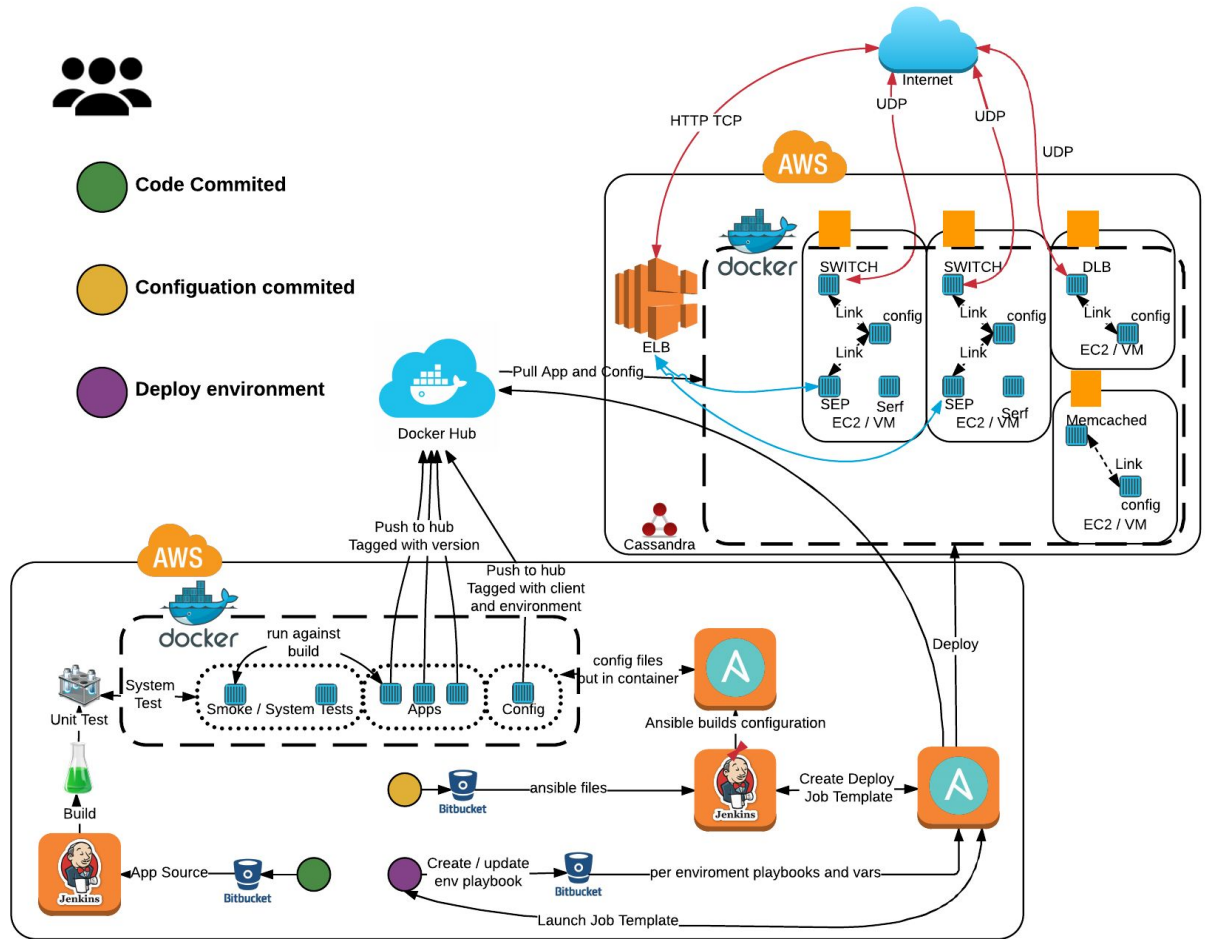 Internet
HTTP TCP
UDP
UDP
UDP
AWS
Code Commited
Configuation commited
Deploy environment
docker
SWITCH
SWITCH
DLB
Link
config
Link
config
Link
config
Link
Link
EC2 / VM
ELB
SEP
Serf
EC2 / VM
SEP
Serf
EC2 / VM
Memcached
Link
config
EC2 / VM
Cassandra
Pull App and Config
Docker Hub
Push to hub
Tagged with version
Push to hub
Tagged with client
and environment
AWS
docker
run against
build
System
Test
Unit Test
Smoke / System Tests
Apps
Config
config files
put in container
Deploy
Ansible builds configuration
Build
Bitbucket
ansible files
Jenkins
Create Deploy
Job Template
Jenkins
App Source
Bitbucket
Create / update
env playbook
Bitbucket
per enviroment playbooks and vars
Launch Job Template